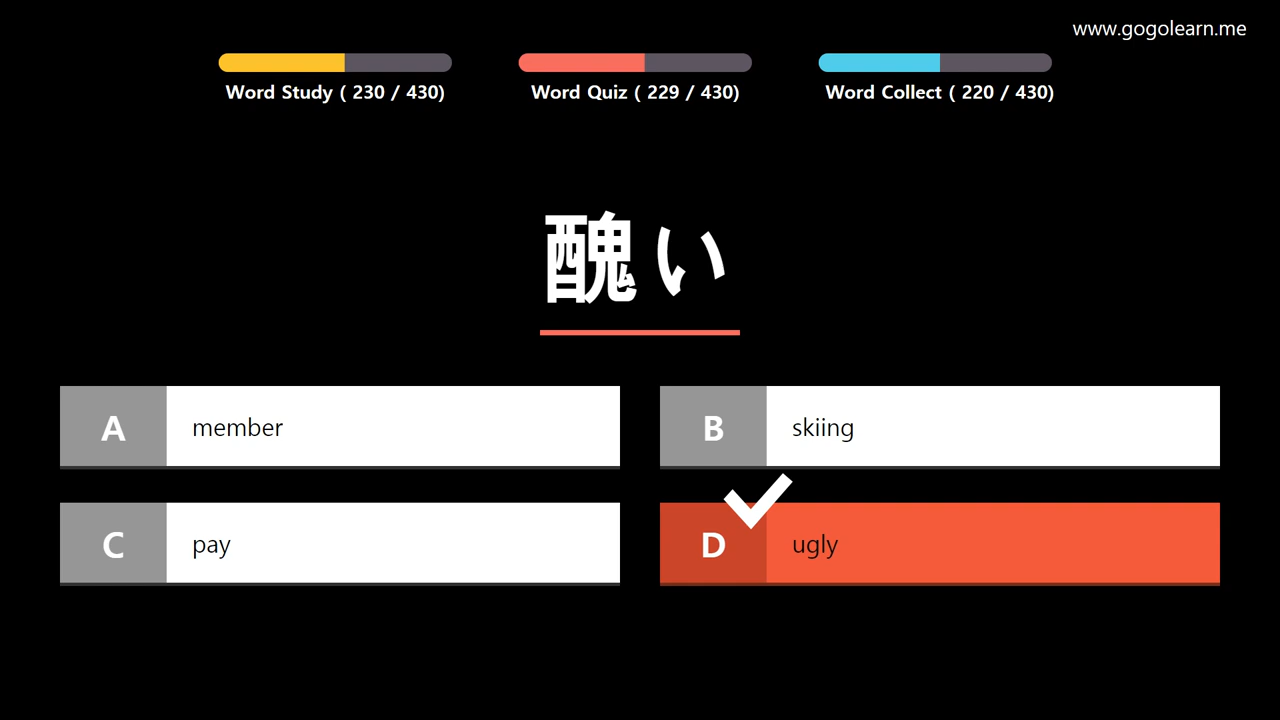 www.gogolearn.me
Word Study ( 230 / 430)
Word Quiz ( 229 / 430)
Word Collect ( 220 / 430)
醜い
A member
B skiing
C pay
D ugly